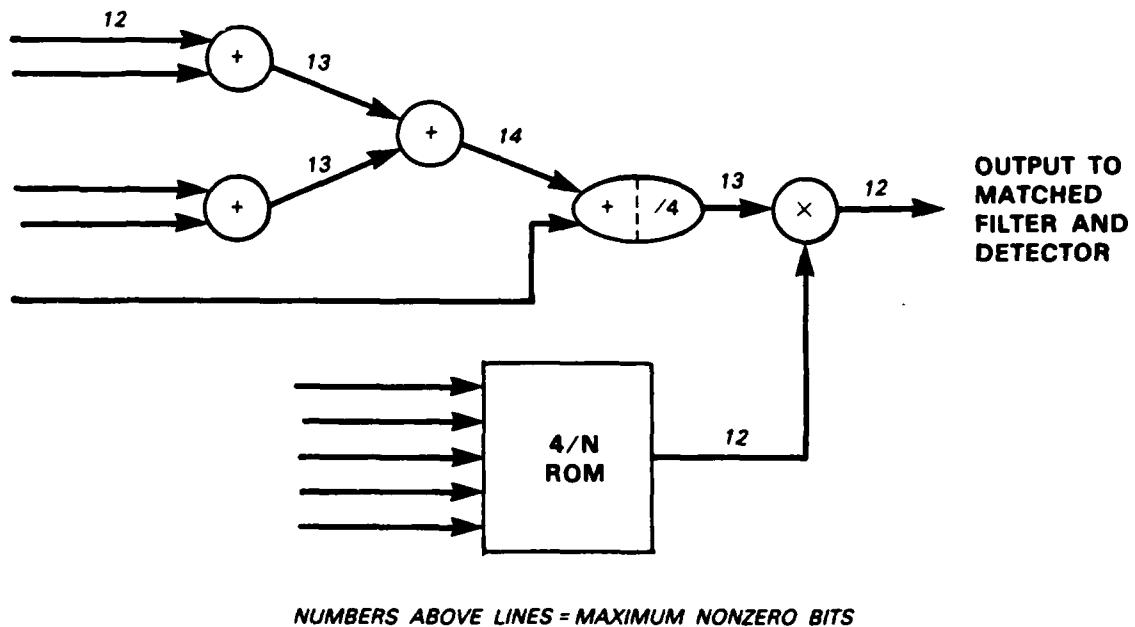 12
+
13
+
14
13
+
+ /4
13
×
12
OUTPUT TO
MATCHED
FILTER AND
DETECTOR
4/N
ROM
12
NUMBERS ABOVE LINES = MAXIMUM NONZERO BITS